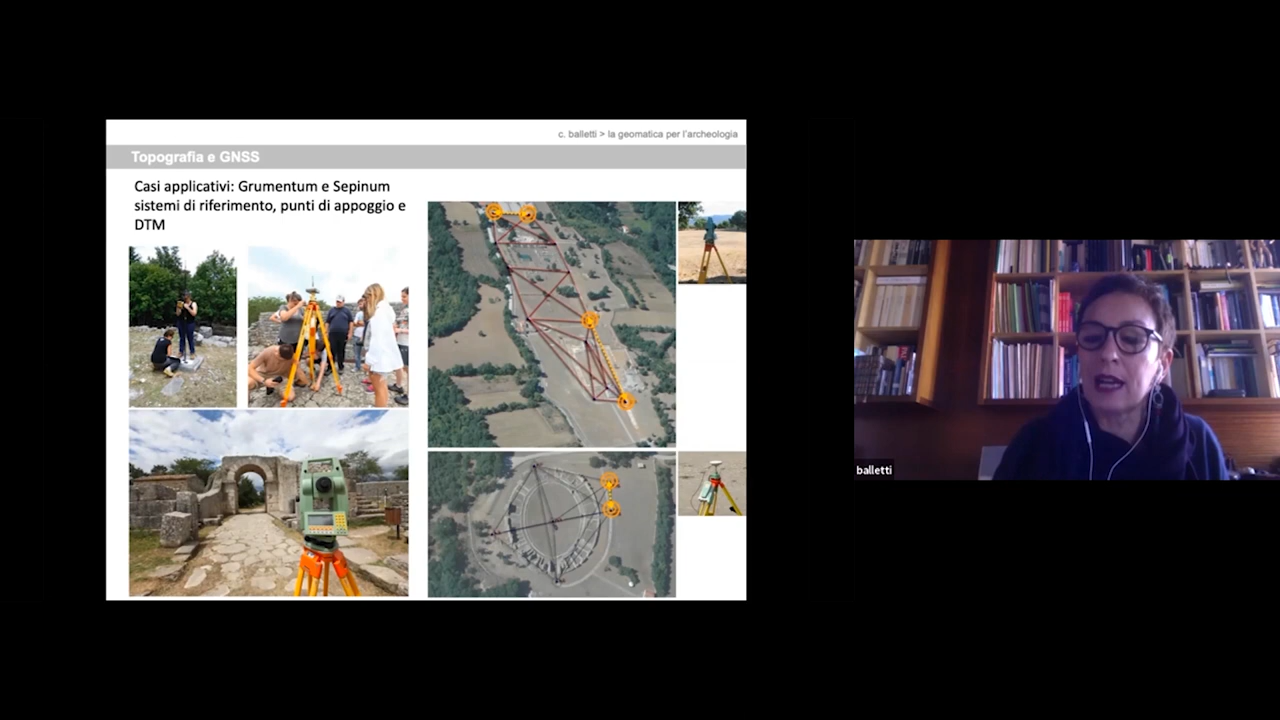 c. balletti > la geomatica per l'archeologia
Topografia e GNSS
Casi applicativi: Grumentum e Sepinum
sistemi di riferimento, punti di appoggio e
DTM
balletti